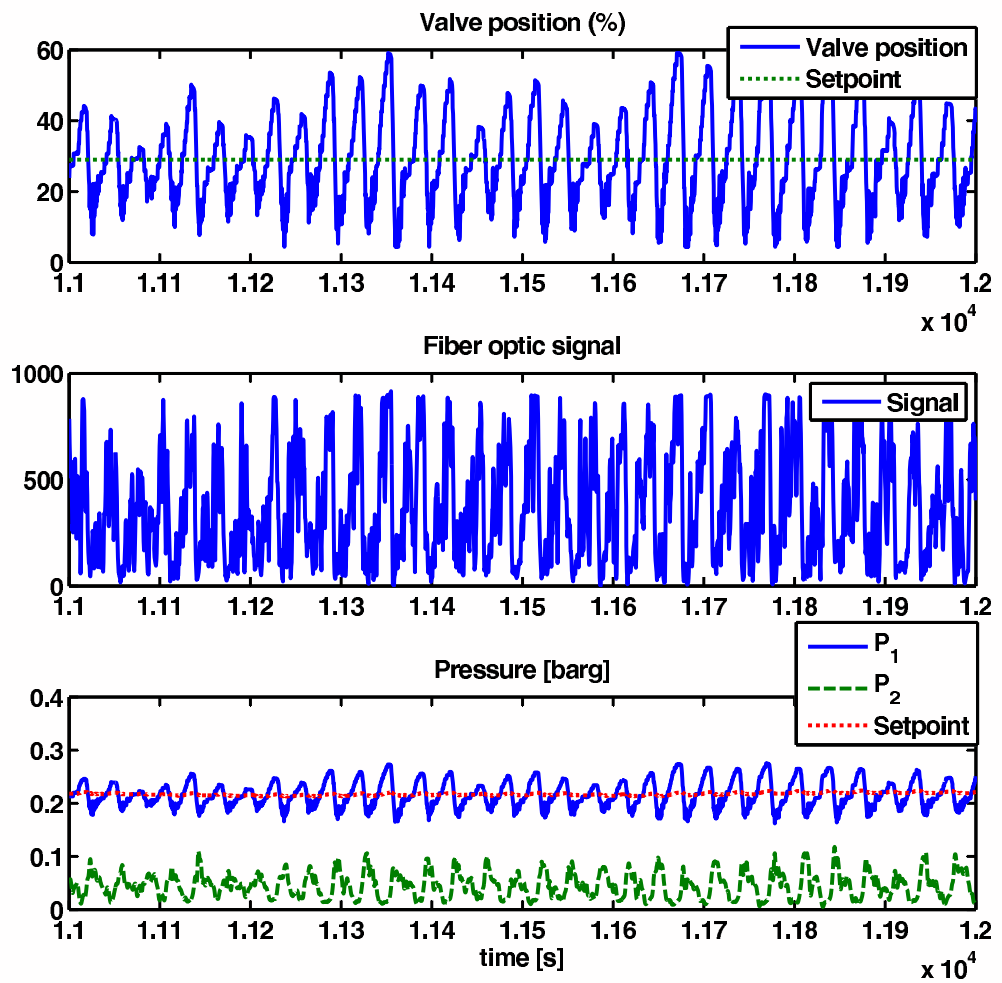 Valve position (%)
Valve position
Setpoint
60
40
20
0
1.1 1.11 1.12 1.13 1.14 1.15 1.16 1.17 1.18 1.19 1.2
x 10^4
Fiber optic signal
Signal
1000
500
0
1.1 1.11 1.12 1.13 1.14 1.15 1.16 1.17 1.18 1.19 1.2
Pressure [barg]
P_1
P_2
Setpoint
0.4
0.3
0.2
0.1
0
1.1 1.11 1.12 1.13 1.14 1.15 1.16 1.17 1.18 1.19 1.2
time [s]
x 10^4